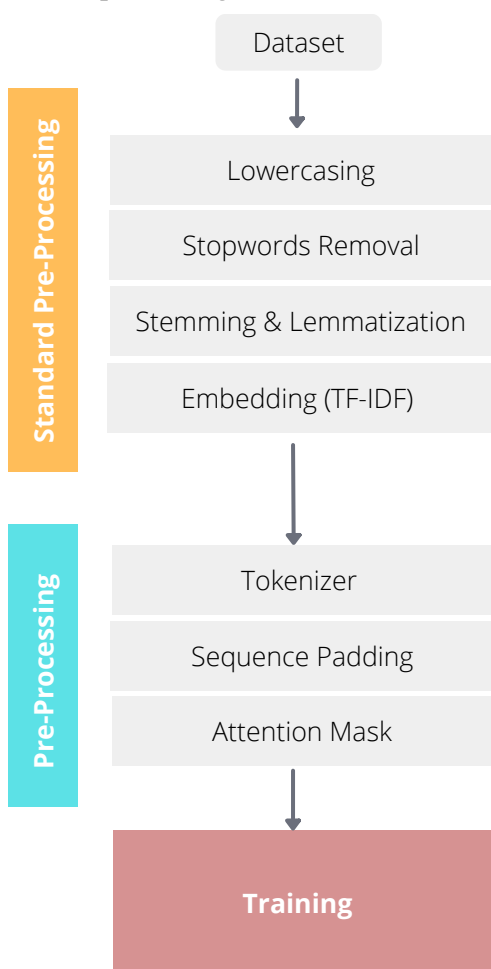 Dataset
Standard Pre-Processing
Lowercasing
Stopwords Removal
Stemming & Lemmatization
Embedding (TF-IDF)
Pre-Processing
Tokenizer
Sequence Padding
Attention Mask
Training